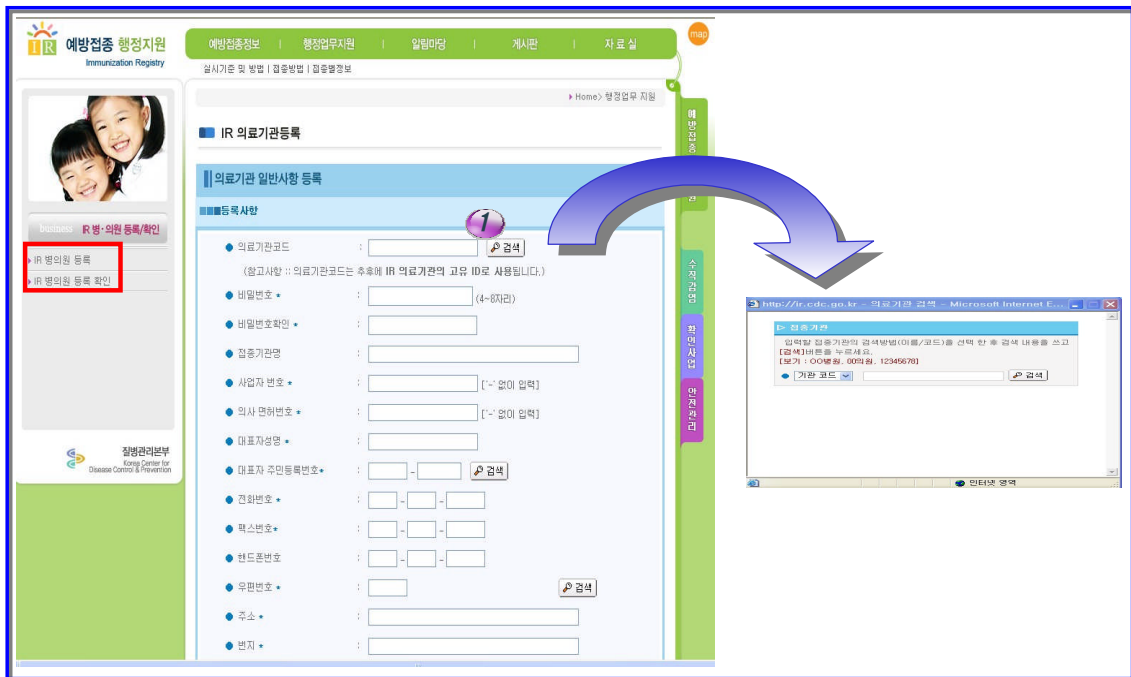 IR 예방접종 행정지원
Immunization Registry
예방접종정보 | 행정업무지원 | 알림마당 | 게시판 | 자료실
map
실시기준 및 방법 | 접종방법 | 접종별정보
Home> 행정업무 지원
IR 의료기관등록
의료기관 일반사항 등록
등록사항
1
business IR 병·의원 등록/확인
IR 병의원 등록
IR 병의원 등록 확인
질병관리본부
Korea Center for
Disease Control & Prevention
의료기관코드 : 검색
(참고사항 :: 의료기관코드는 추후에 IR 의료기관의 고유 ID로 사용됩니다.)
비밀번호 * : (4~8자리)
비밀번호확인 * :
접종기관명 :
사업자 번호 * : ['-' 없이 입력]
의사 면허번호 * : ['-' 없이 입력]
대표자성명 * :
대표자 주민등록번호* : - 검색
전화번호 * : - -
팩스번호* : - -
핸드폰번호 : - -
우편번호 * : 검색
주소 * :
번지 * :
예방접종
수직감염
확인사업
안전관리
http://ir.cdc.go.kr - 의료기관 검색 - Microsoft Internet E...
▷ 접종기관
입력할 접종기관의 검색방법(이름/코드)을 선택 한 후 검색 내용을 쓰고
[검색]버튼을 누르세요.
[보기 : OO병원, 00의원, 12345678]
기관 코드 검색
인터넷 영역